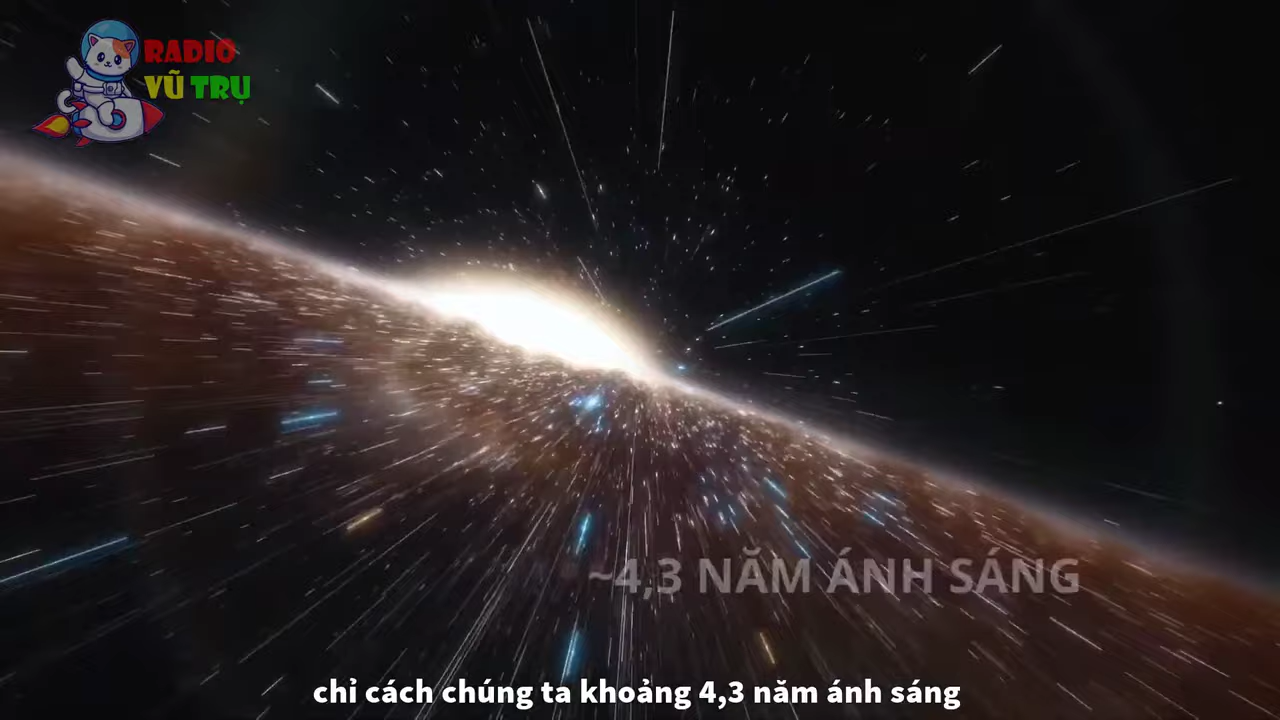 RADIO
VŨ TRỤ
~4,3 NĂM ÁNH SÁNG
chỉ cách chúng ta khoảng 4,3 năm ánh sáng